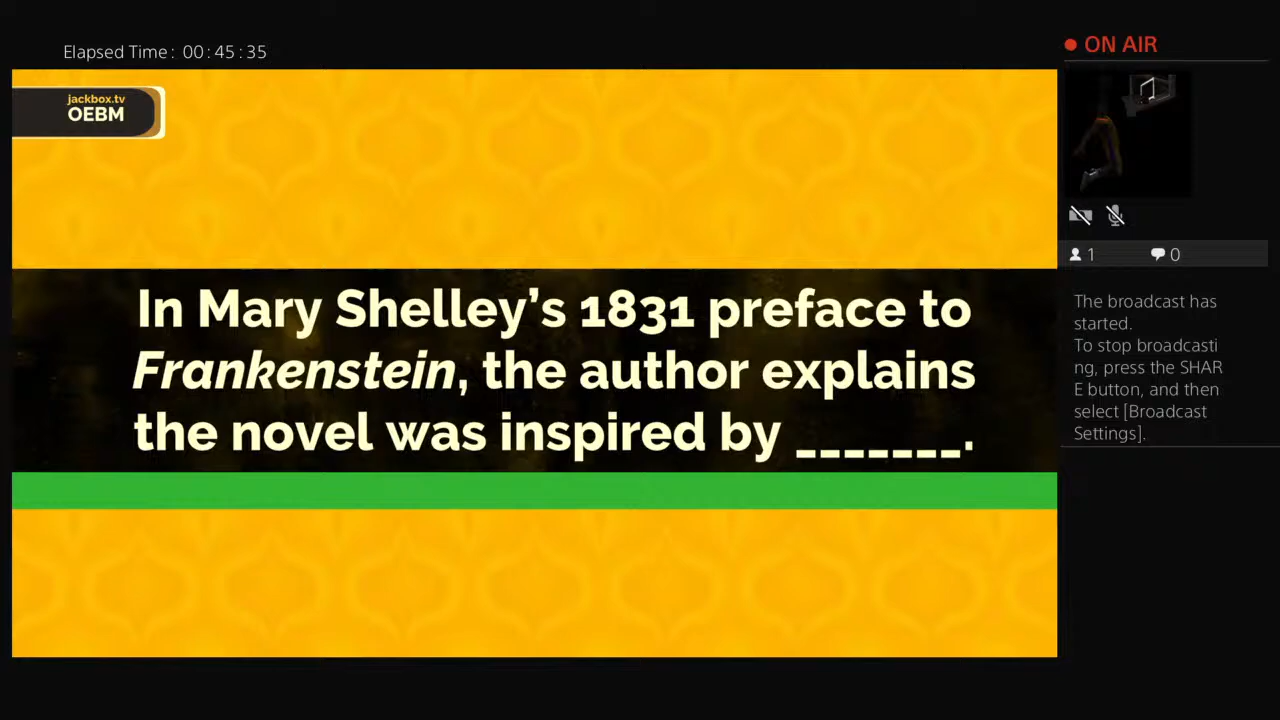 Elapsed Time: 00:45:35
ON AIR
jackbox.tv
OEBM
1
0
In Mary Shelley’s 1831 preface to
Frankenstein, the author explains
the novel was inspired by _______.
The broadcast has
started.
To stop broadcasti
ng, press the SHAR
E button, and then
select [Broadcast
Settings].